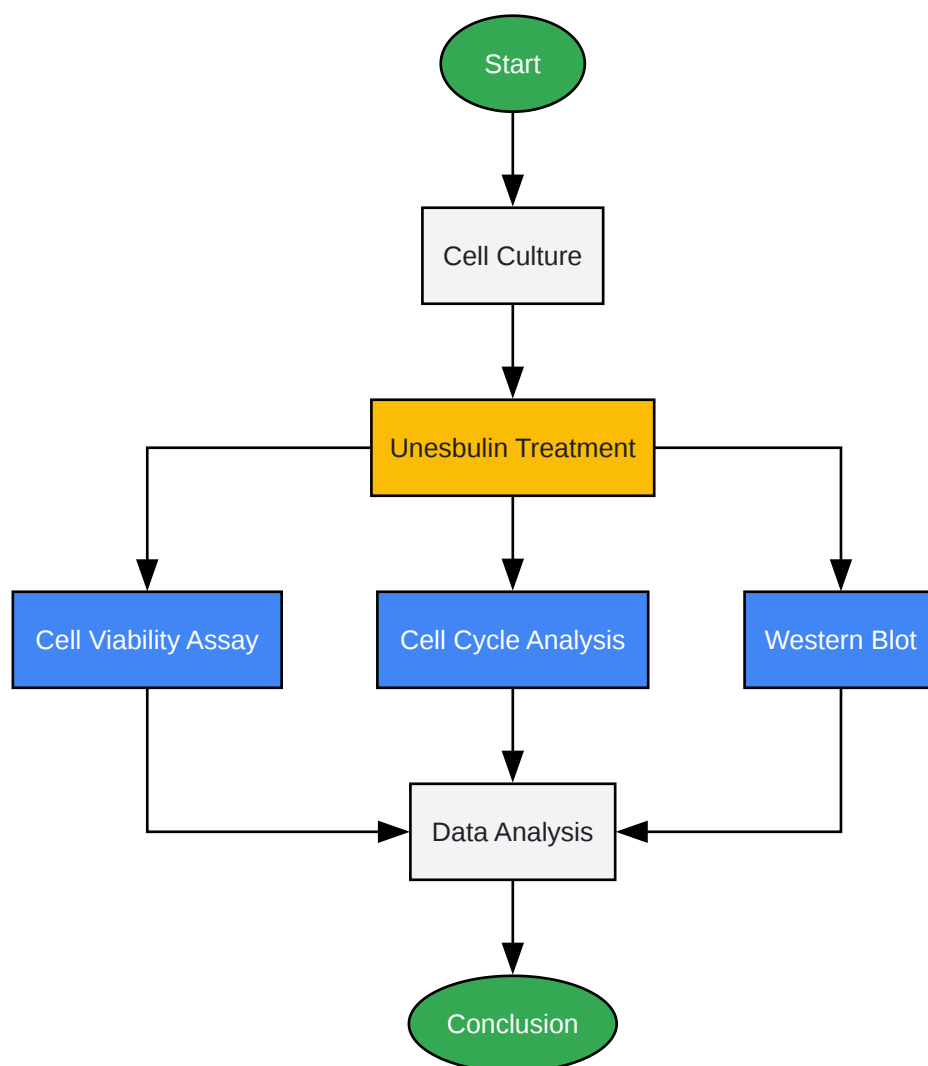 Start
Cell Culture
Unesbulin Treatment
Cell Viability Assay
Cell Cycle Analysis
Western Blot
Data Analysis
Conclusion